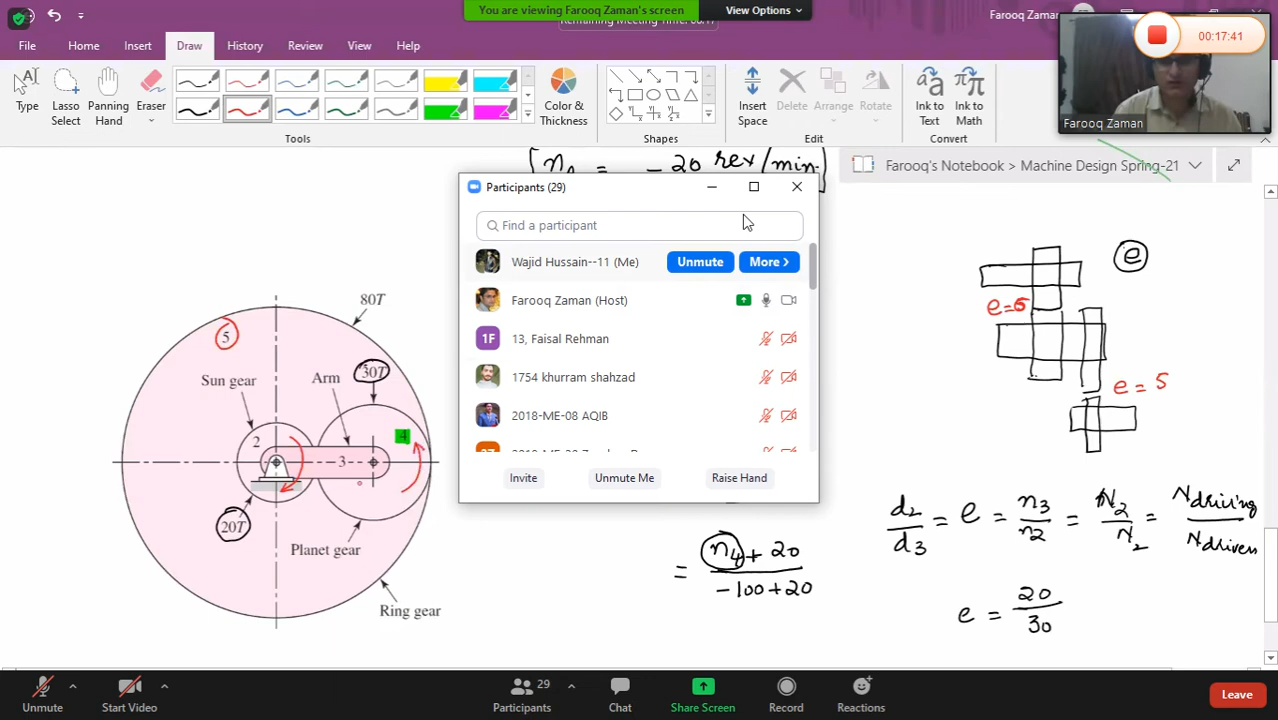 You are viewing Farooq Zaman's screen
View Options
Remaining Meeting Time:
Farooq Zaman
00:17:41
File
Home
Insert
Draw
History
Review
View
Help
Type
Lasso Select
Panning Hand
Eraser
Color & Thickness
Insert Space
Delete
Arrange
Rotate
Ink to Text
Ink to Math
Tools
Shapes
Edit
Convert
Farooq Zaman
Farooq's Notebook > Machine Design Spring-21
= -20 rev/min
Participants (29)
Find a participant
Wajid Hussain--11 (Me)
Unmute
More
Farooq Zaman (Host)
1F
13, Faisal Rehman
1754 khurram shahzad
2018-ME-08 AQIB
Invite
Unmute Me
Raise Hand
80T
5
30T
Sun gear
Arm
2
4
3
20T
Planet gear
Ring gear
e
e=5
e = 5
= n4 + 20
-100+20
d2/d3 = e = n3/n2 = N2/N2 = Ndriving/Ndriven
e = 20/30
Unmute
Start Video
29
Participants
Chat
Share Screen
Record
Reactions
Leave